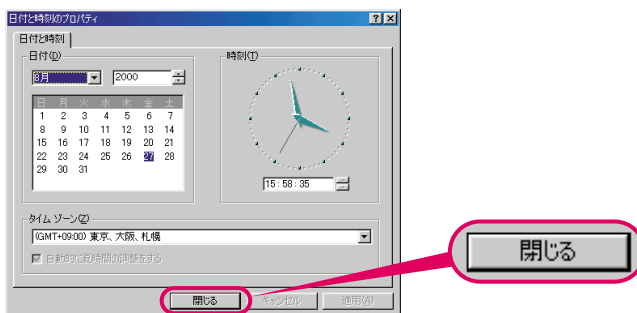 日付と時刻のプロパティ
日付と時刻
日付(D)
8月 2000
日 月 火 水 木 金 土
1 2 3 4 5 6 7
8 9 10 11 12 13 14
15 16 17 18 19 20 21
22 23 24 25 26 27 28
29 30 31
時刻(T)
15:58:35
タイム ゾーン(Z)
(GMT+09:00) 東京、大阪、札幌
自動的に夏時間の調整をする
閉じる キャンセル 適用(A)
閉じる